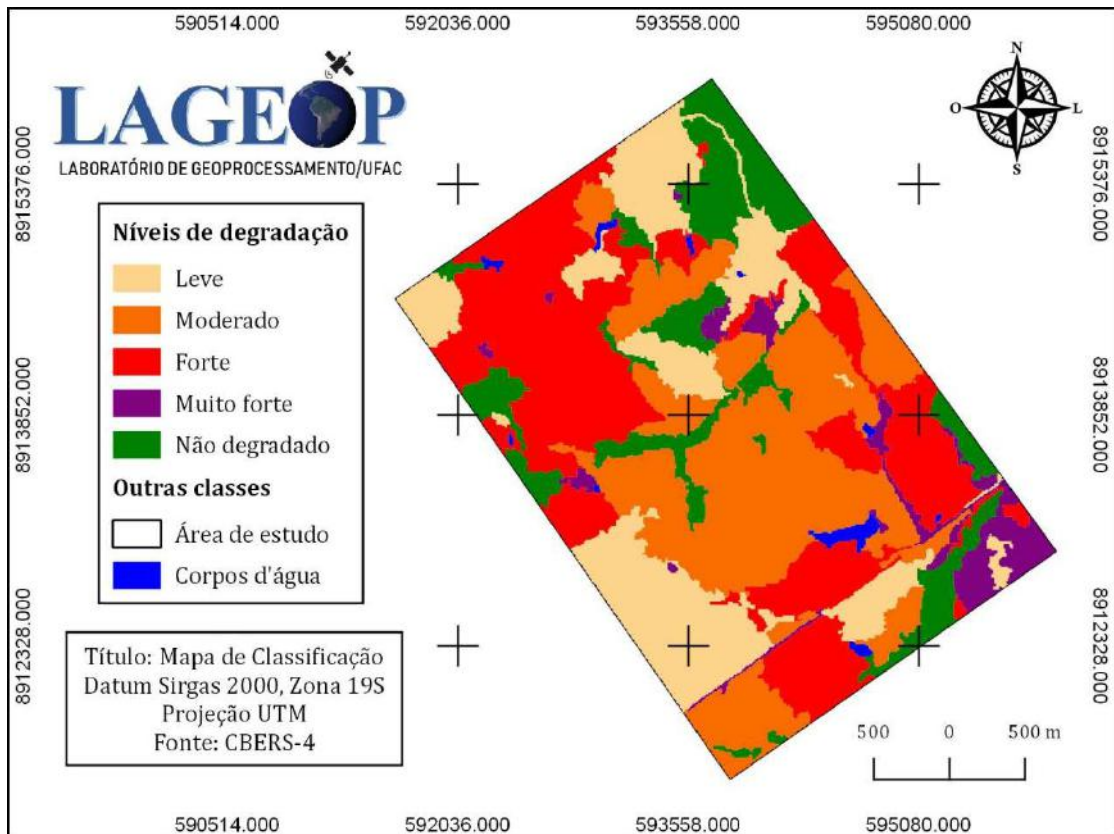 590514.000 592036.000 593558.000 595080.000
LAGEOP
LABORATÓRIO DE GEOPROCESSAMENTO/UFAC
N
O L
S
8915376.000 8915376.000
Níveis de degradação
Leve
Moderado
Forte
Muito forte
Não degradado
Outras classes
Área de estudo
Corpos d'água
8913852.000 8913852.000
8912328.000 8912328.000
Título: Mapa de Classificação
Datum Sirgas 2000, Zona 19S
Projeção UTM
Fonte: CBERS-4
500 0 500 m
590514.000 592036.000 593558.000 595080.000